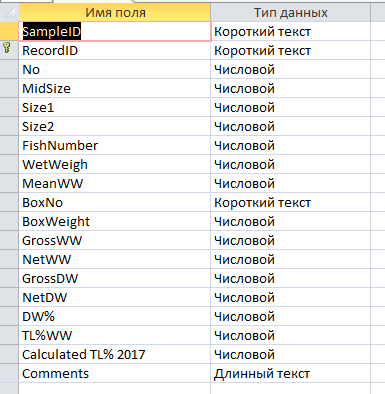 Имя поля Тип данных
SampleID Короткий текст
RecordID Короткий текст
No Числовой
MidSize Числовой
Size1 Числовой
Size2 Числовой
FishNumber Числовой
WetWeigh Числовой
MeanWW Числовой
BoxNo Короткий текст
BoxWeight Числовой
GrossWW Числовой
NetWW Числовой
GrossDW Числовой
NetDW Числовой
DW% Числовой
TL%WW Числовой
Calculated TL% 2017 Числовой
Comments Длинный текст